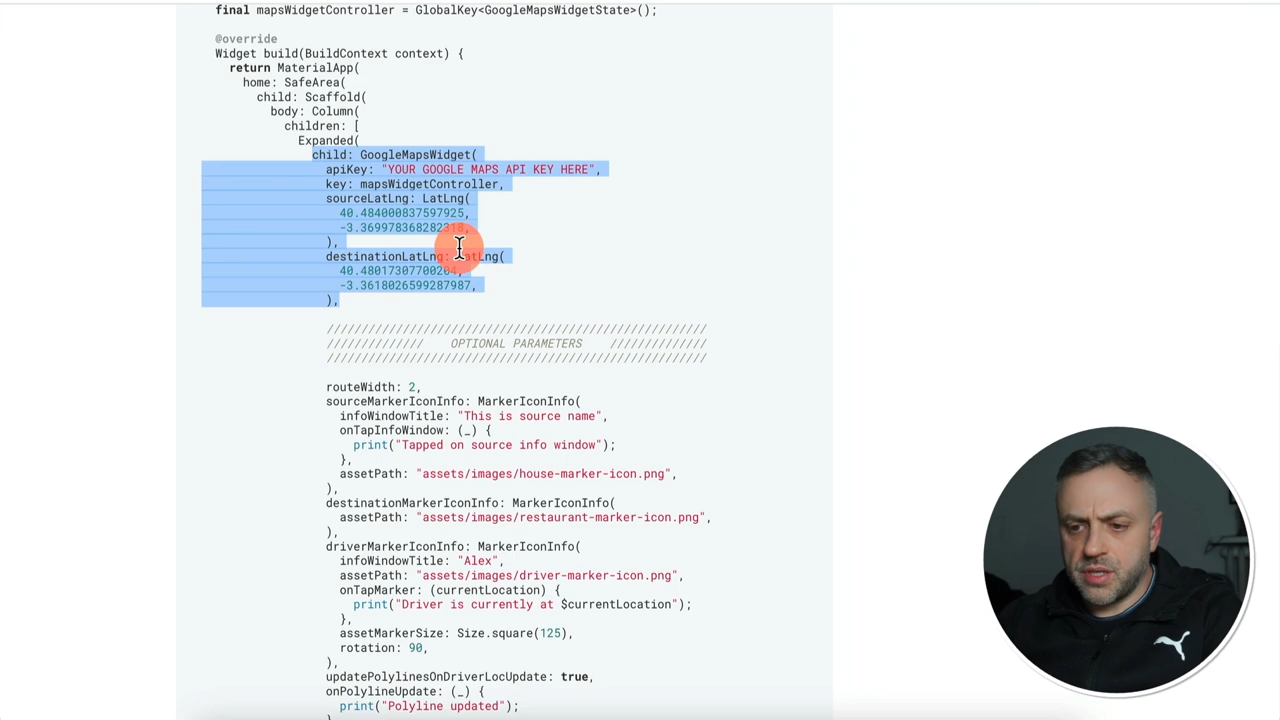 final mapsWidgetController = GlobalKey<GoogleMapsWidgetState>();
@override
Widget build(BuildContext context) {
return MaterialApp(
home: SafeArea(
child: Scaffold(
body: Column(
children: [
Expanded(
child: GoogleMapsWidget(
apiKey: "YOUR GOOGLE MAPS API KEY HERE",
key: mapsWidgetController,
sourceLatLng: LatLng(
40.484000837597925,
-3.369978368282318,
),
destinationLatLng: LatLng(
40.48017307700204,
-3.3618026599287987,
),
/////////////////////////////////////////////////////
////////////// OPTIONAL PARAMETERS //////////////
/////////////////////////////////////////////////////
routeWidth: 2,
sourceMarkerIconInfo: MarkerIconInfo(
infoWindowTitle: "This is source name",
onTapInfoWindow: (_) {
print("Tapped on source info window");
},
assetPath: "assets/images/house-marker-icon.png",
),
destinationMarkerIconInfo: MarkerIconInfo(
assetPath: "assets/images/restaurant-marker-icon.png",
),
driverMarkerIconInfo: MarkerIconInfo(
infoWindowTitle: "Alex",
assetPath: "assets/images/driver-marker-icon.png",
onTapMarker: (currentLocation) {
print("Driver is currently at $currentLocation");
},
assetMarkerSize: Size.square(125),
rotation: 90,
),
updatePolylinesOnDriverLocUpdate: true,
onPolylineUpdate: (_) {
print("Polyline updated");